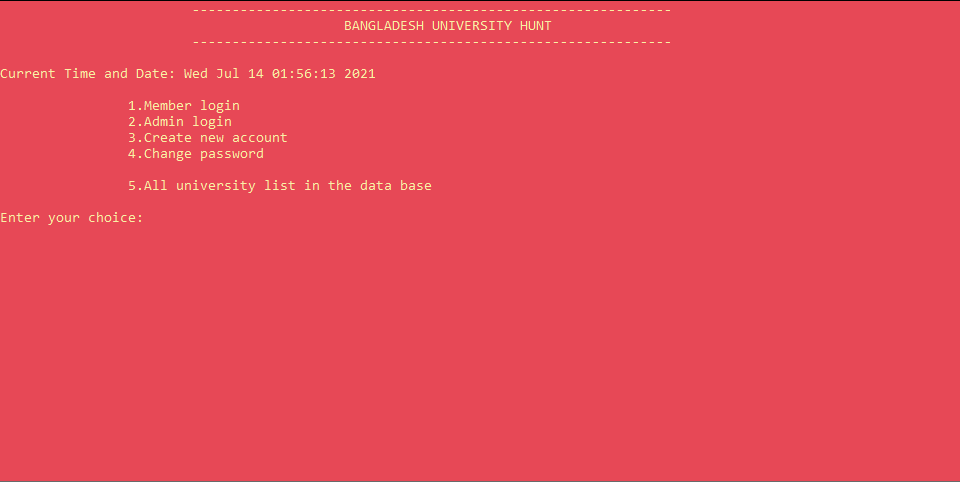 ------------------------------------------------------------
BANGLADESH UNIVERSITY HUNT
------------------------------------------------------------
Current Time and Date: Wed Jul 14 01:56:13 2021
1.Member login
2.Admin login
3.Create new account
4.Change password
5.All university list in the data base
Enter your choice: